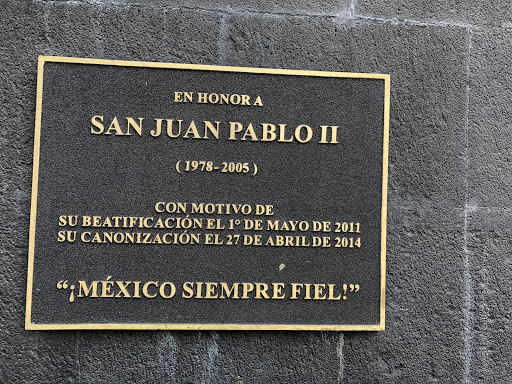 EN HONOR A
SAN JUAN PABLO II
( 1978- 2005 )
CON MOTIVO DE
SU BEATIFICACIÓN EL 1° DE MAYO DE 2011
SU CANONIZACIÓN EL 27 DE ABRIL DE 2014
“¡MÉXICO SIEMPRE FIEL!”